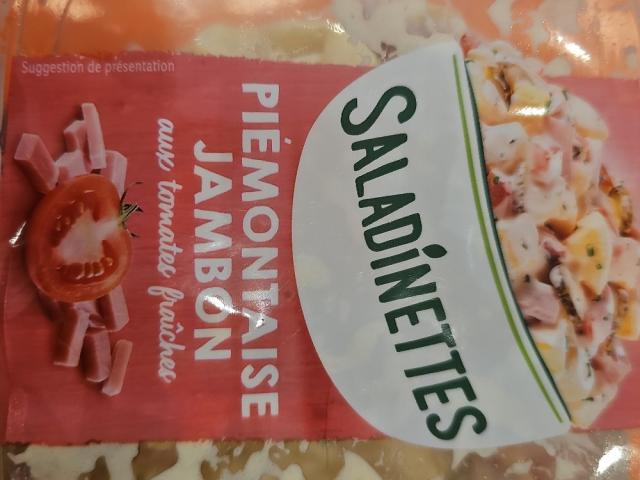 SALADINETTES
PIÉMONTAISE
JAMBON
aux tomates fraîches
Suggestion de présentation